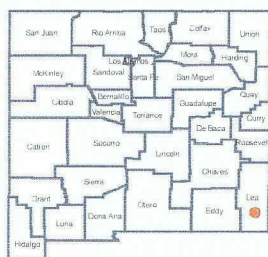 San Juan
Rio Arriba
Taos
Colfax
Union
Los Alamos
Mora
Harding
McKinley
Sandoval
Santa Fe
San Miguel
Bernalillo
Quay
Cibola
Valencia
Torrance
Guadalupe
Curry
De Baca
Roosevelt
Catron
Socorro
Lincoln
Chaves
Sierra
Lea
Grant
Otero
Eddy
Luna
Dona Ana
Hidalgo